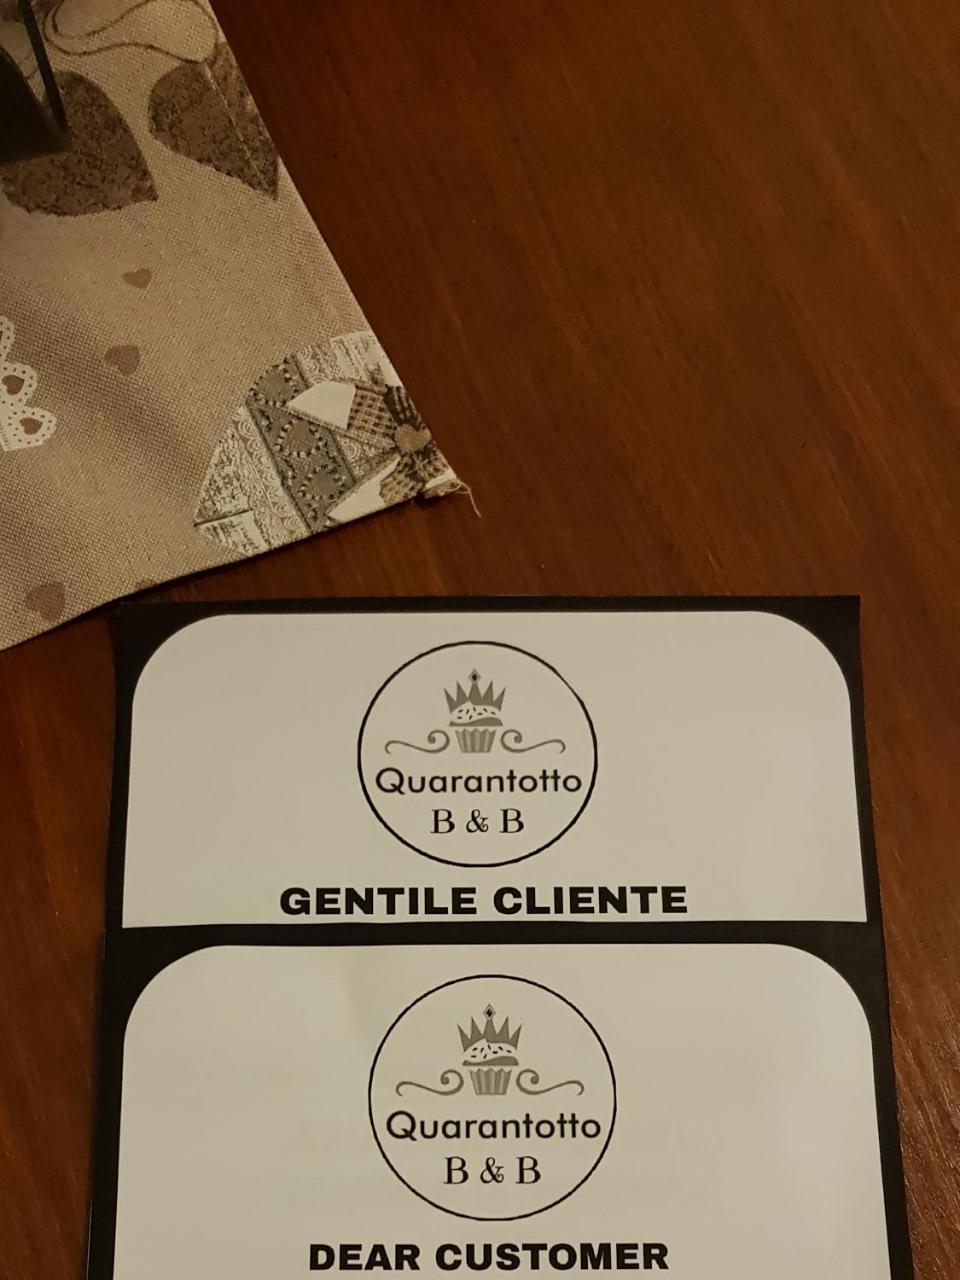 Quarantotto
B & B
GENTILE CLIENTE
Quarantotto
B & B
DEAR CUSTOMER